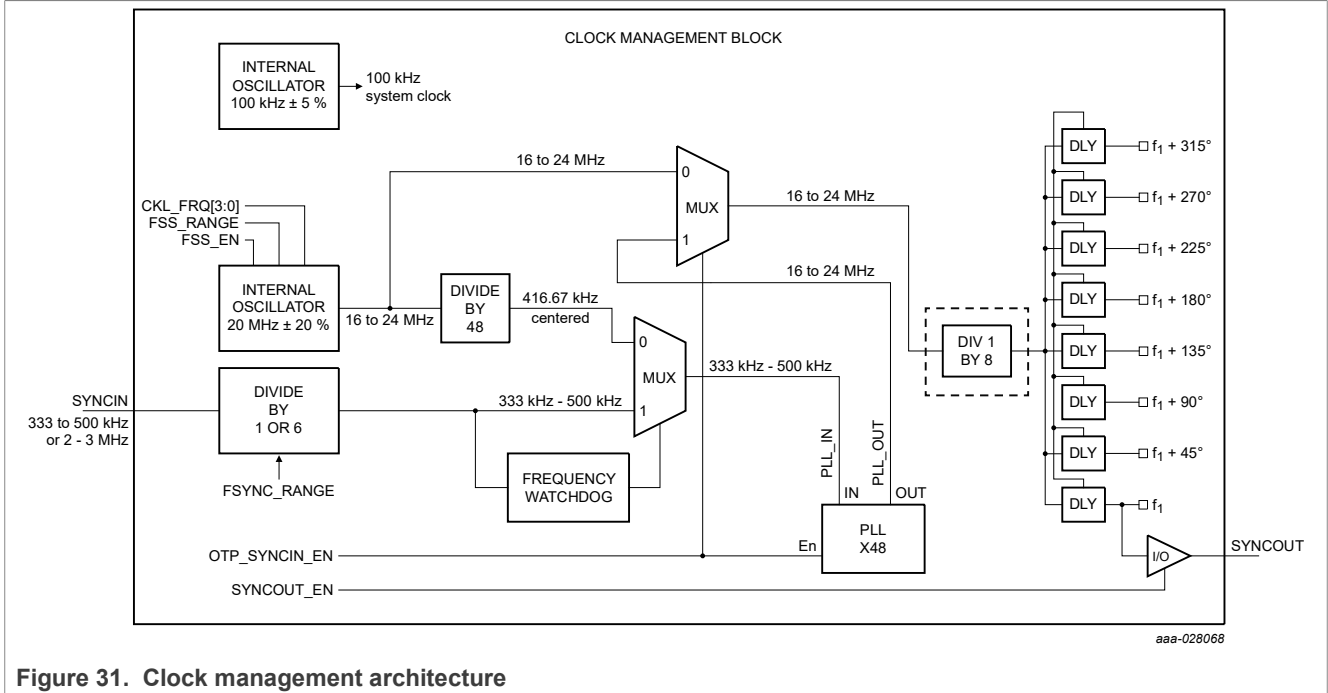 CLOCK MANAGEMENT BLOCK
INTERNAL
OSCILLATOR
100 kHz ± 5 %
100 kHz
system clock
16 to 24 MHz
0
MUX
1
16 to 24 MHz
16 to 24 MHz
CKL_FRQ[3:0]
FSS_RANGE
FSS_EN
INTERNAL
OSCILLATOR
20 MHz ± 20 %
16 to 24 MHz
DIVIDE
BY
48
416.67 kHz
centered
0
MUX
1
333 kHz - 500 kHz
SYNCIN
333 to 500 kHz
or 2 - 3 MHz
DIVIDE
BY
1 OR 6
333 kHz - 500 kHz
FSYNC_RANGE
FREQUENCY
WATCHDOG
PLL_IN
PLL_OUT
IN
OUT
En
PLL
X48
OTP_SYNCIN_EN
SYNCOUT_EN
DIV 1
BY 8
DLY
f1 + 315°
DLY
f1 + 270°
DLY
f1 + 225°
DLY
f1 + 180°
DLY
f1 + 135°
DLY
f1 + 90°
DLY
f1 + 45°
DLY
f1
I/O
SYNCOUT
aaa-028068
Figure 31. Clock management architecture